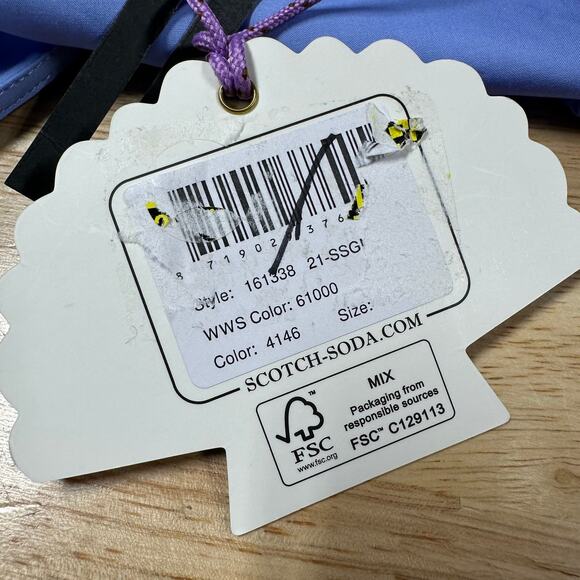 8 719029 376
Style: 161338 21-SSG
WWS Color: 61000
Color: 4146 Size:
SCOTCH-SODA.COM
FSC
www.fsc.org
MIX
Packaging from
responsible sources
FSC™ C129113